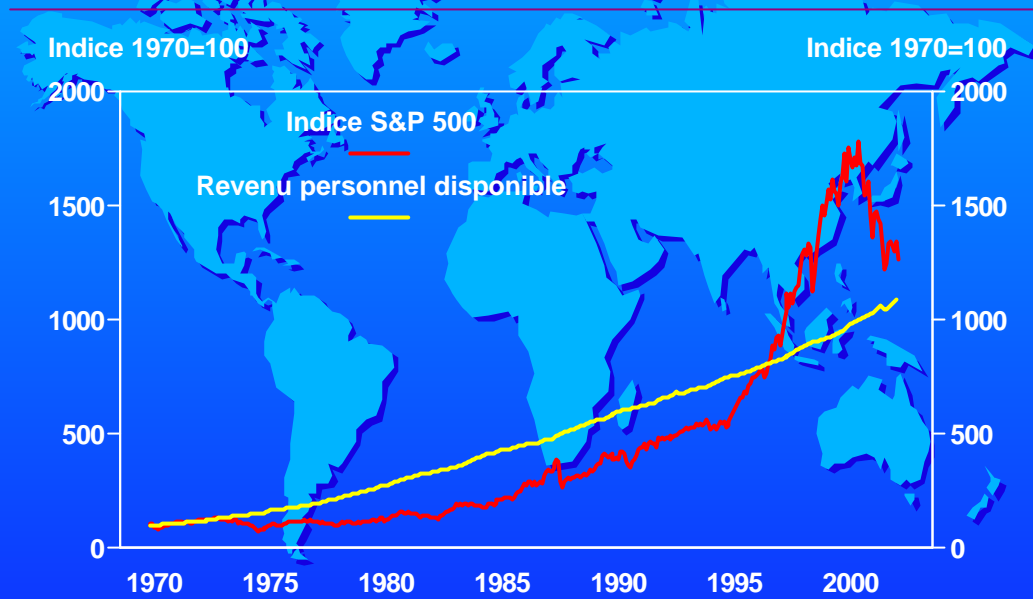 Indice 1970=100 Indice 1970=100
2000 2000
Indice S&P 500
Revenu personnel disponible
1500 1500
1000 1000
500 500
0 0
1970 1975 1980 1985 1990 1995 2000